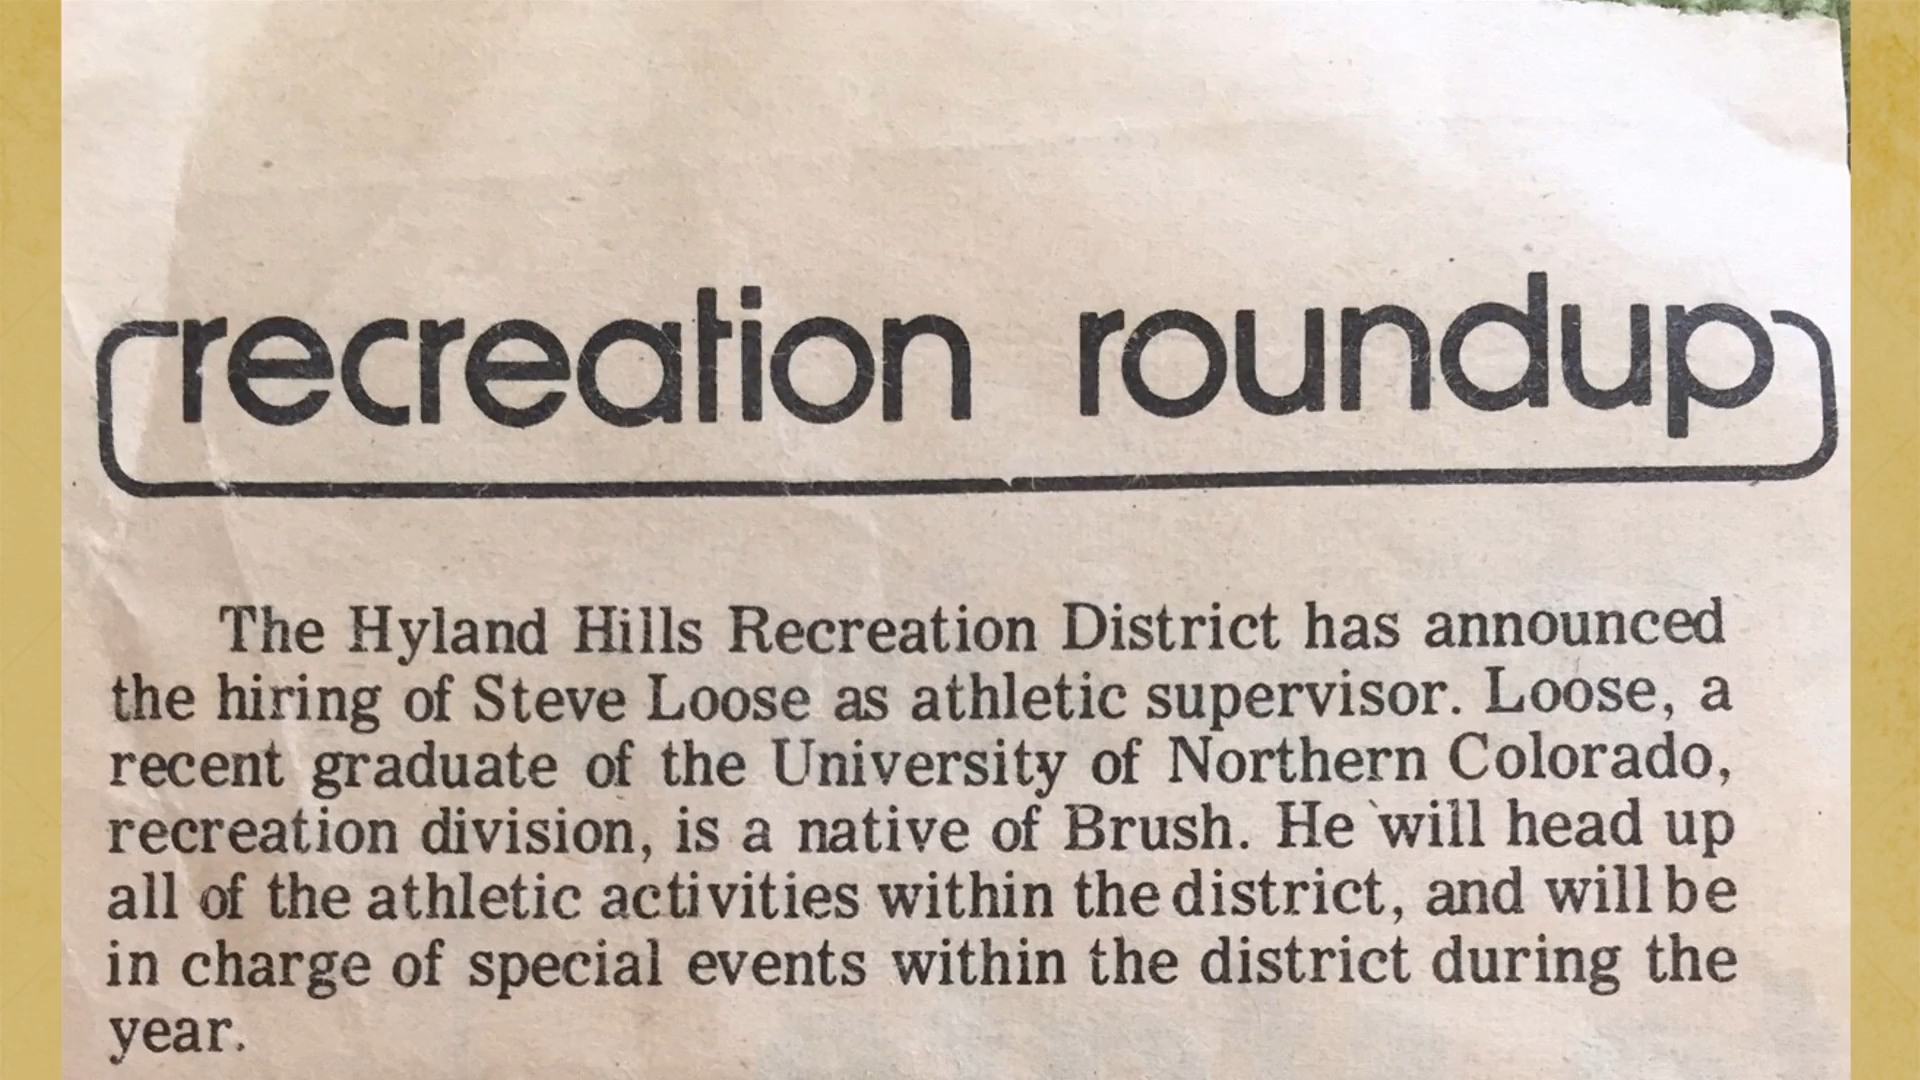 recreation roundup
The Hyland Hills Recreation District has announced
the hiring of Steve Loose as athletic supervisor. Loose, a
recent graduate of the University of Northern Colorado,
recreation division, is a native of Brush. He will head up
all of the athletic activities within the district, and will be
in charge of special events within the district during the
year.